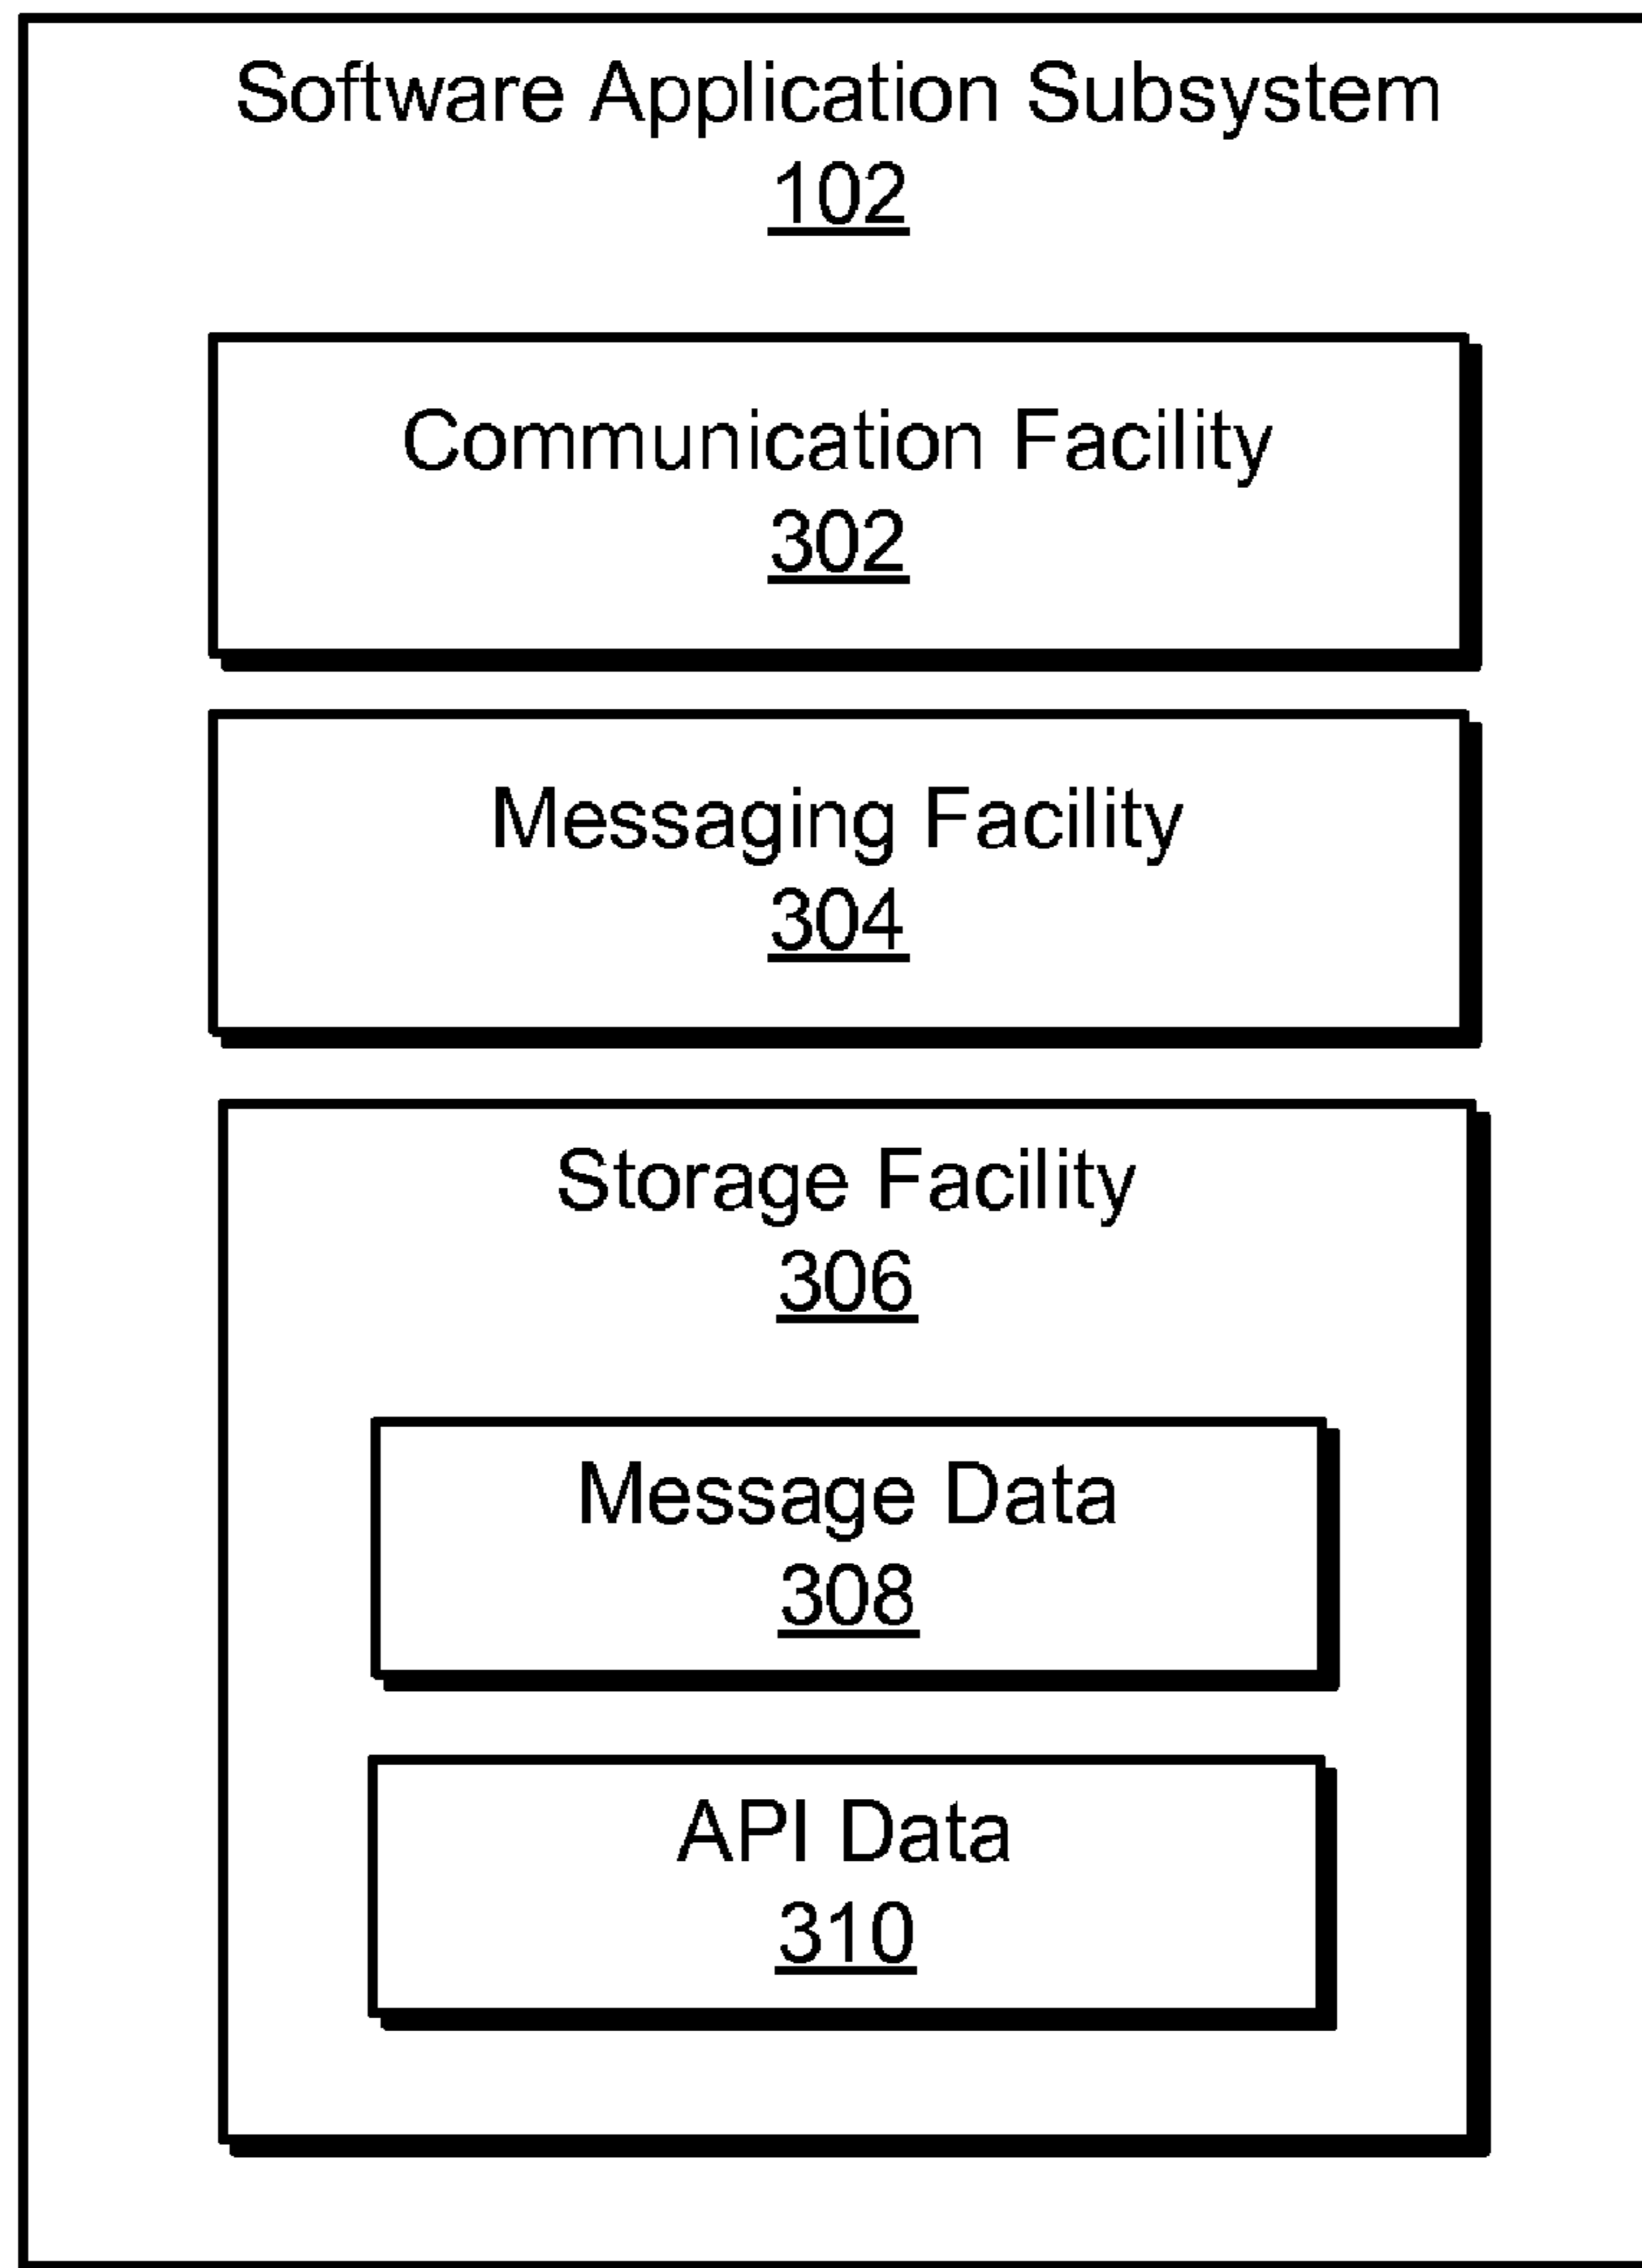 Software Application Subsystem
102
Communication Facility
302
Messaging Facility
304
Storage Facility
306
Message Data
308
API Data
310